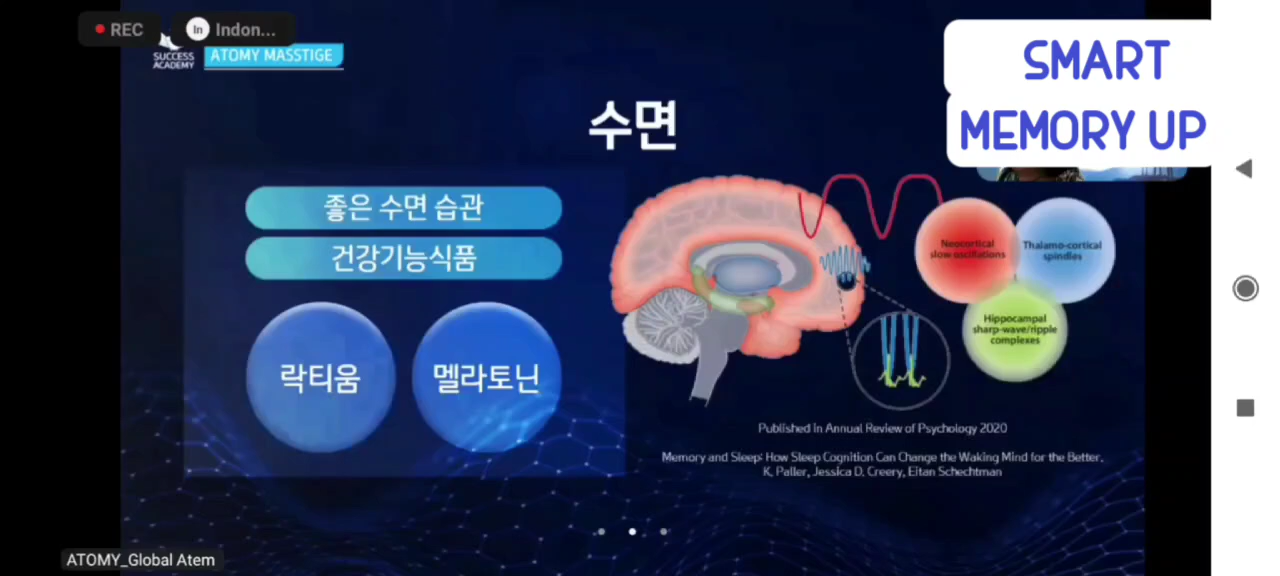 REC
In Indon...
SUCCESS
ACADEMY
ATOMY MASSTIGE
SMART
MEMORY UP
수면
좋은 수면 습관
건강기능식품
락티움
멜라토닌
Neocortical
slow oscillations
Thalamo-cortical
spindles
Hippocampal
sharp-wave/ripple
complexes
Published in Annual Review of Psychology 2020
Memory and Sleep: How Sleep Cognition Can Change the Waking Mind for the Better.
K. Paller, Jessica D. Creery, Eitan Schechtman
ATOMY_Global Atem